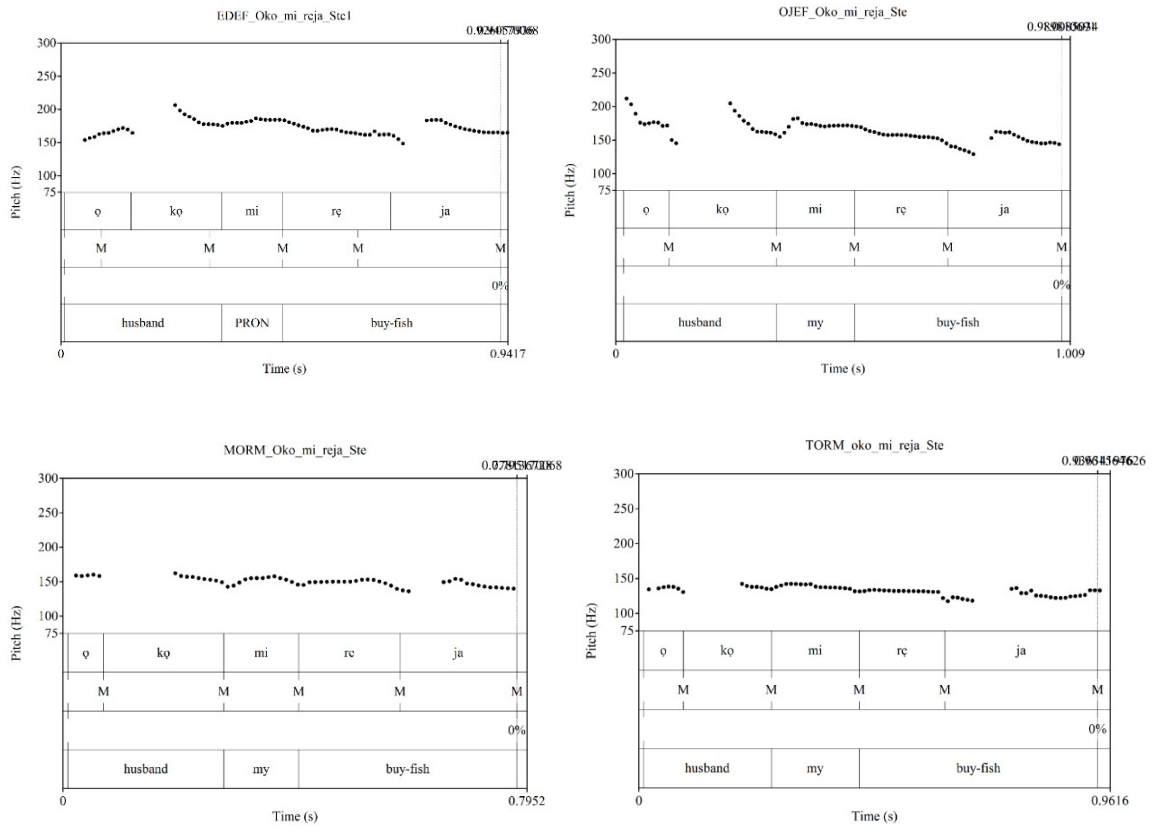 EDEF_Oko_mi_reja_Ste1
300
250
200
150
100
75
Pitch (Hz)
ọ kọ mi rẹ ja
M M M M M
0%
husband PRON buy-fish
0 0.9417
Time (s)
OJEF_Oko_mi_reja_Ste
300
250
200
150
100
75
Pitch (Hz)
ọ kọ mi rẹ ja
M M M M M
0%
husband my buy-fish
0 1.009
Time (s)
MORM_Oko_mi_reja_Ste
300
250
200
150
100
75
Pitch (Hz)
ọ kọ mi rẹ ja
M M M M M
0%
husband my buy-fish
0 0.7952
Time (s)
TORM_oko_mi_reja_Ste
300
250
200
150
100
75
Pitch (Hz)
ọ kọ mi rẹ ja
M M M M M
0%
husband my buy-fish
0 0.9616
Time (s)